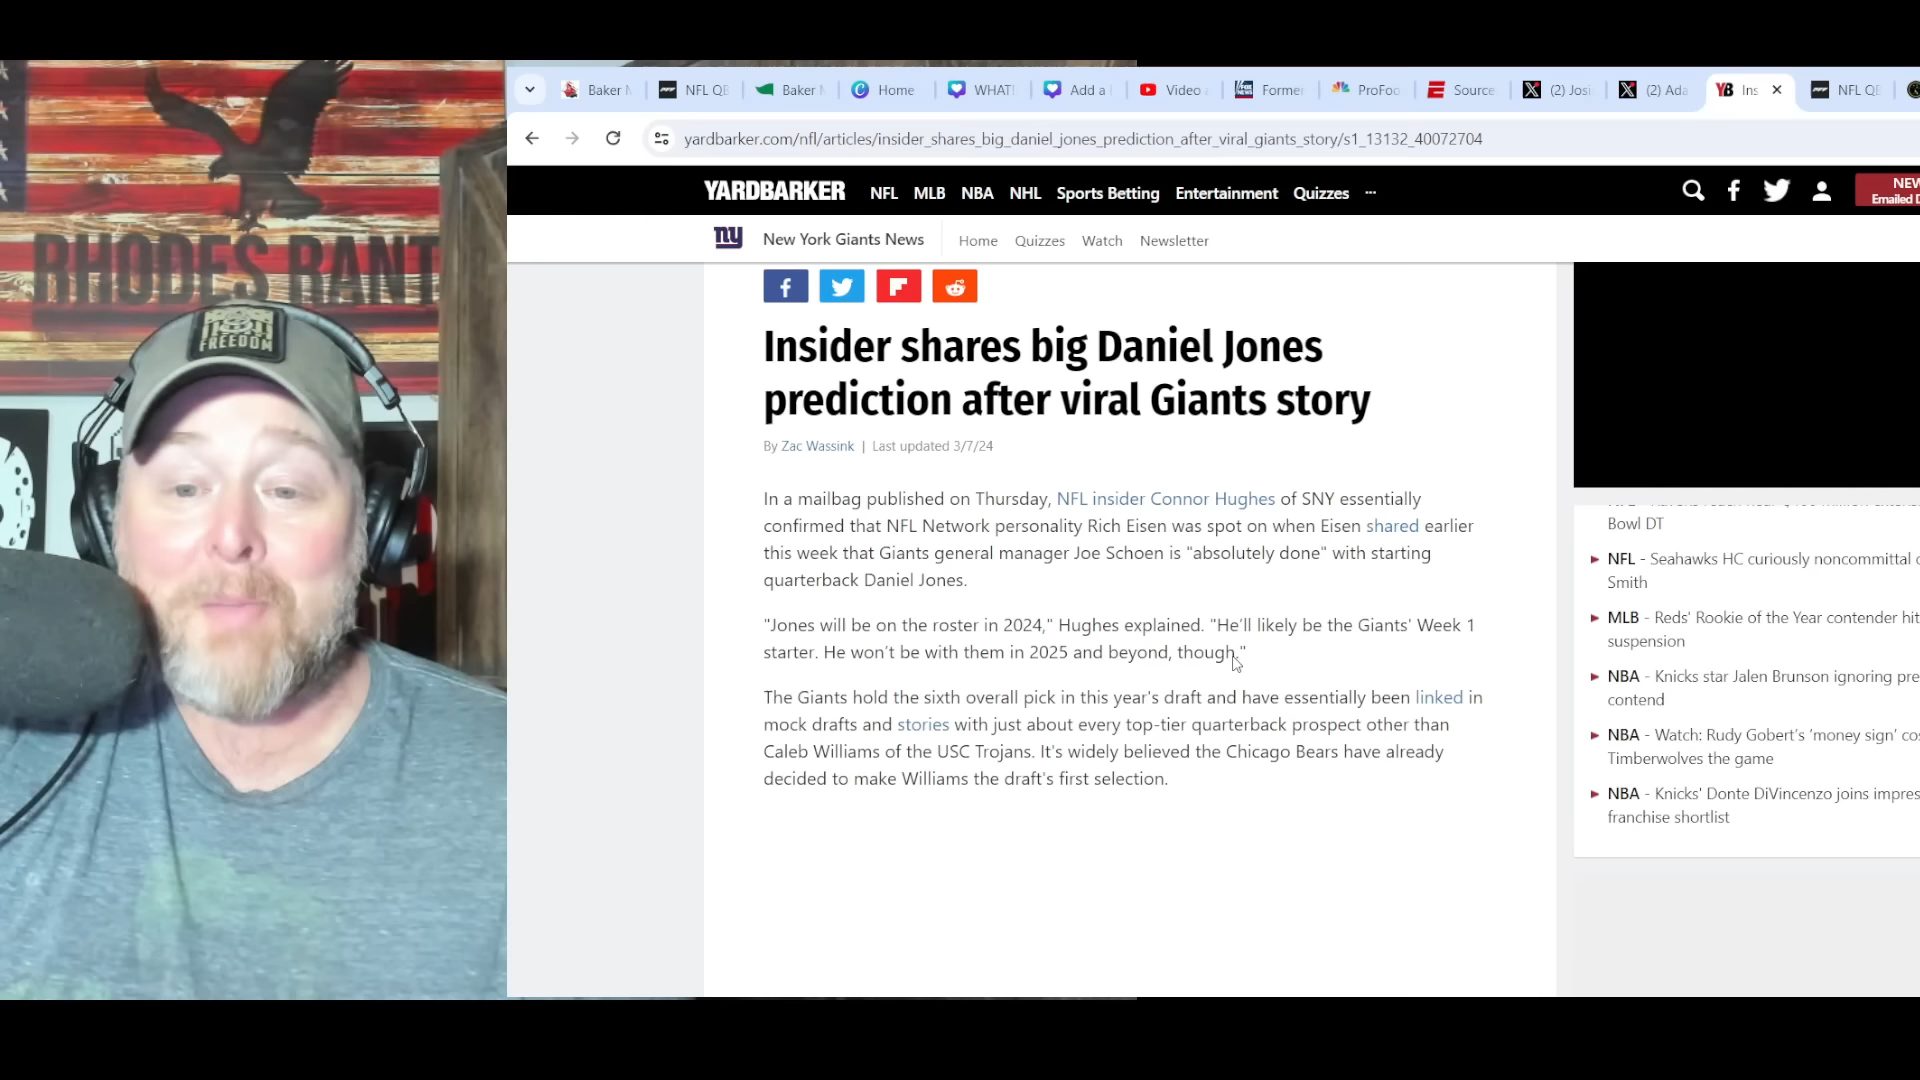 RHODES RANT
FREEDOM
Baker
NFL QB
Baker
Home
WHAT!
Add a
Video
Former
ProFoo
Source
(2) Josi
(2) Ada
Ins
NFL QB
yardbarker.com/nfl/articles/insider_shares_big_daniel_jones_prediction_after_viral_giants_story/s1_13132_40072704
YARDBARKER NFL MLB NBA NHL Sports Betting Entertainment Quizzes ···
NEW
Emailed D
ny New York Giants News Home Quizzes Watch Newsletter
Insider shares big Daniel Jones
prediction after viral Giants story
By Zac Wassink | Last updated 3/7/24
In a mailbag published on Thursday, NFL insider Connor Hughes of SNY essentially
confirmed that NFL Network personality Rich Eisen was spot on when Eisen shared earlier
this week that Giants general manager Joe Schoen is "absolutely done" with starting
quarterback Daniel Jones.
"Jones will be on the roster in 2024," Hughes explained. "He'll likely be the Giants' Week 1
starter. He won't be with them in 2025 and beyond, though."
The Giants hold the sixth overall pick in this year's draft and have essentially been linked in
mock drafts and stories with just about every top-tier quarterback prospect other than
Caleb Williams of the USC Trojans. It's widely believed the Chicago Bears have already
decided to make Williams the draft's first selection.
Bowl DT
NFL - Seahawks HC curiously noncommittal
Smith
MLB - Reds' Rookie of the Year contender hit
suspension
NBA - Knicks star Jalen Brunson ignoring pre
contend
NBA - Watch: Rudy Gobert's 'money sign' cos
Timberwolves the game
NBA - Knicks' Donte DiVincenzo joins impres
franchise shortlist